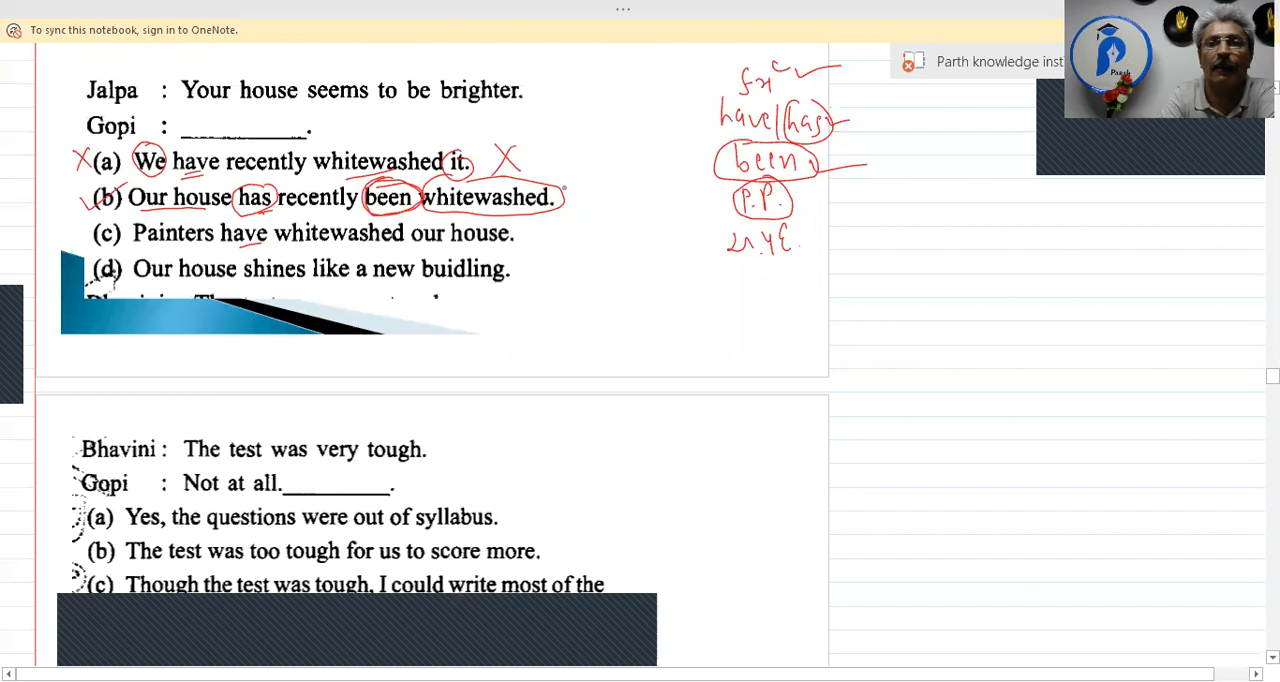 ...
To sync this notebook, sign in to OneNote.
Parth knowledge inst
Parth
Jalpa : Your house seems to be brighter.
Gopi : __________.
(a) We have recently whitewashed it.
(b) Our house has recently been whitewashed.
(c) Painters have whitewashed our house.
(d) Our house shines like a new buidling.
have/has
been
P.P.
Bhavini : The test was very tough.
Gopi : Not at all.__________.
(a) Yes, the questions were out of syllabus.
(b) The test was too tough for us to score more.
(c) Though the test was tough, I could write most of the